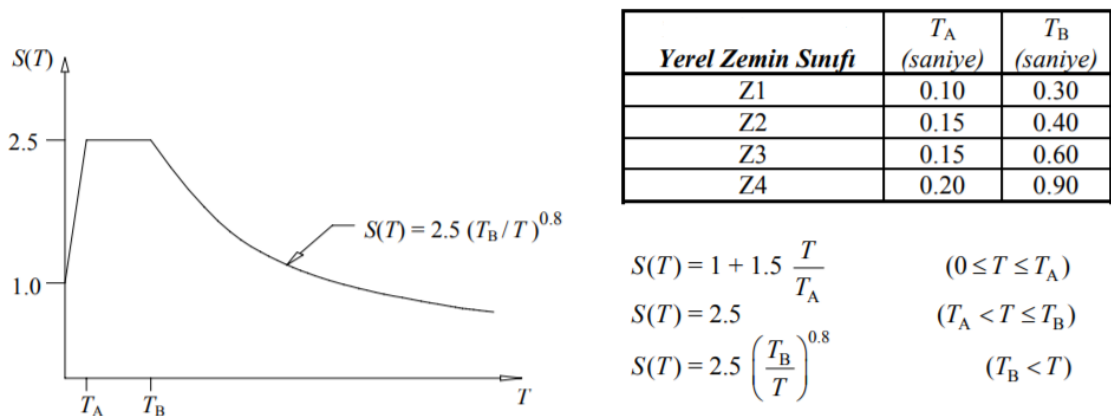 S(T)
2.5
1.0
S(T) = 2.5 (T_B / T)^0.8
T_A
T_B
T
Yerel Zemin Sınıfı	T_A (saniye)	T_B (saniye)
Z1	0.10	0.30
Z2	0.15	0.40
Z3	0.15	0.60
Z4	0.20	0.90
S(T) = 1 + 1.5 T/T_A (0 ≤ T ≤ T_A)
S(T) = 2.5 (T_A < T ≤ T_B)
S(T) = 2.5 (T_B/T)^0.8 (T_B < T)